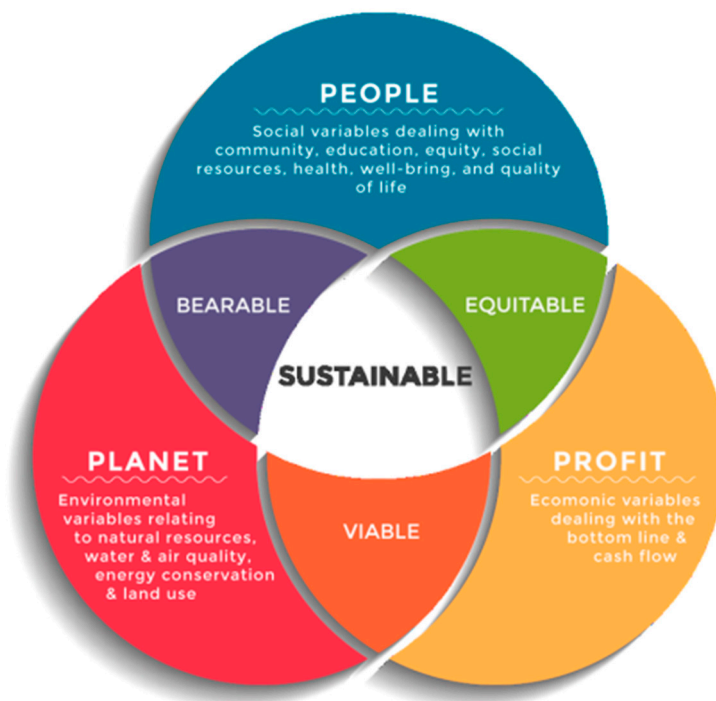 PEOPLE
Social variables dealing with
community, education, equity, social
resources, health, well-bring, and quality
of life
BEARABLE
EQUITABLE
SUSTAINABLE
PLANET
Environmental
variables relating
to natural resources,
water & air quality,
energy conservation
& land use
PROFIT
Ecomonic variables
dealing with the
bottom line &
cash flow
VIABLE